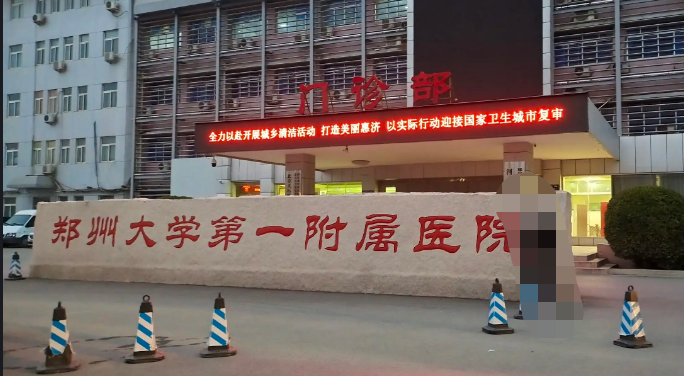 门诊部
全力以赴开展城乡清洁活动 打造美丽惠济 以实际行动迎接国家卫生城市复审
郑州大学第一附属医院